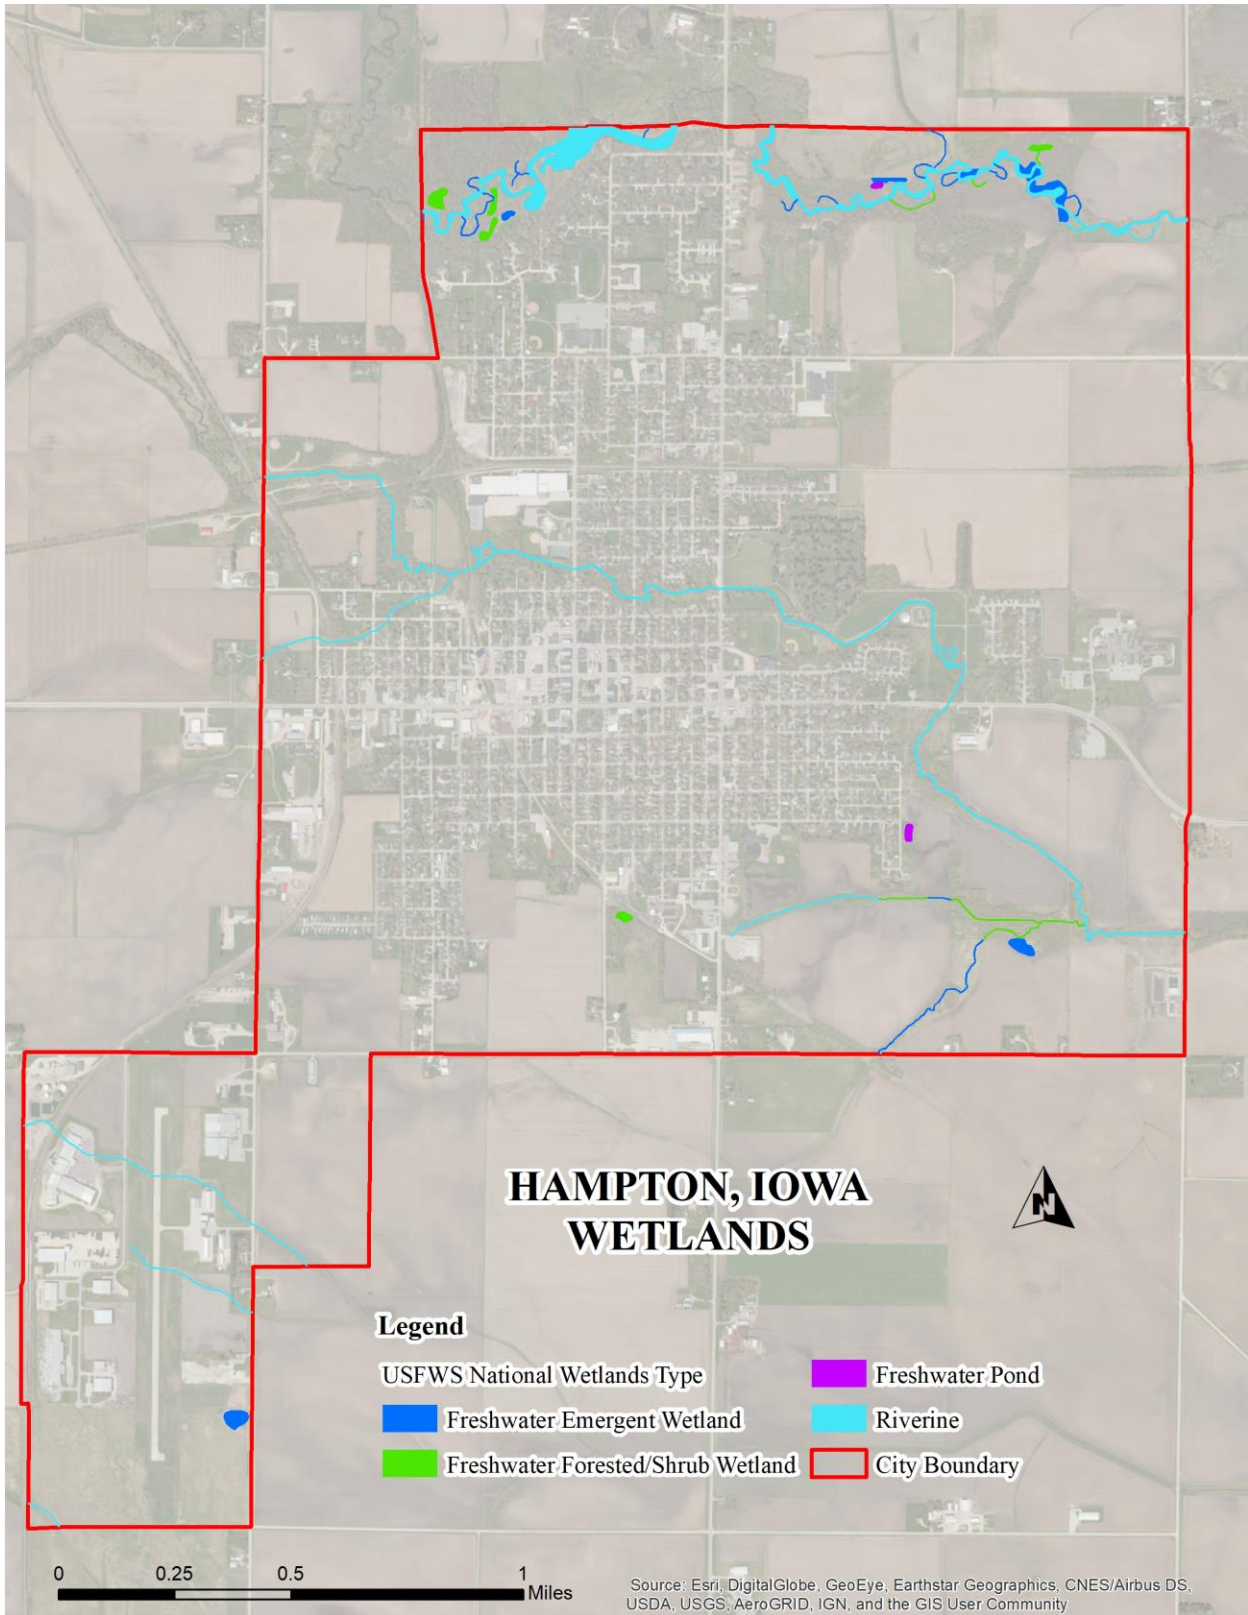 HAMPTON, IOWA
WETLANDS
N
Legend
USFWS National Wetlands Type
Freshwater Emergent Wetland
Freshwater Forested/Shrub Wetland
Freshwater Pond
Riverine
City Boundary
0 0.25 0.5 1
Miles
Source: Esri, DigitalGlobe, GeoEye, Earthstar Geographics, CNES/Airbus DS,
USDA, USGS, AeroGRID, IGN, and the GIS User Community